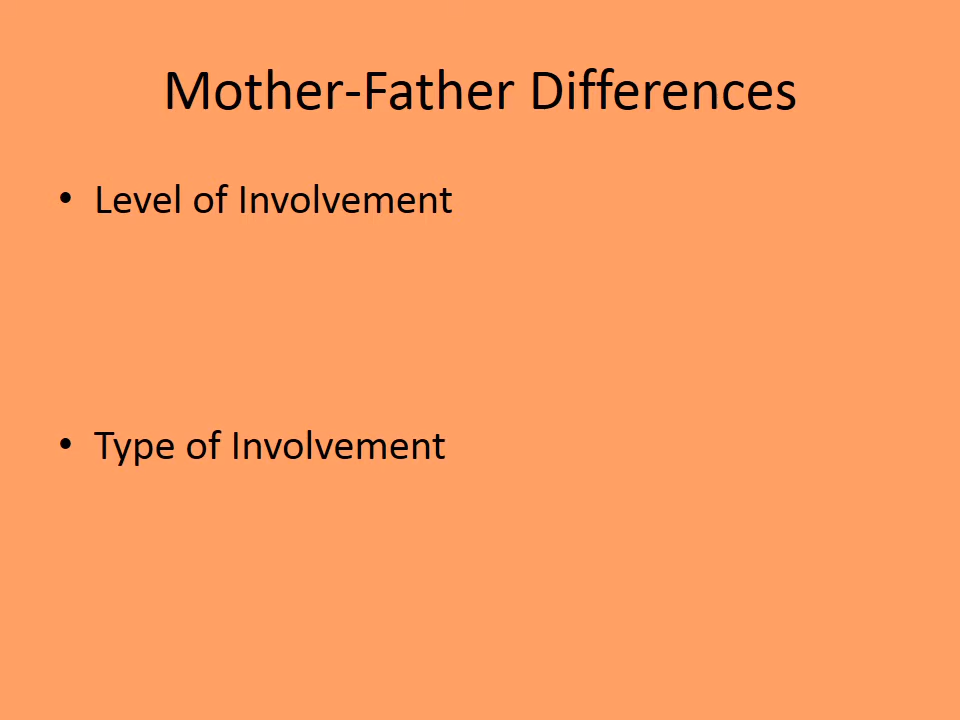 Mother-Father Differences
• Level of Involvement
• Type of Involvement